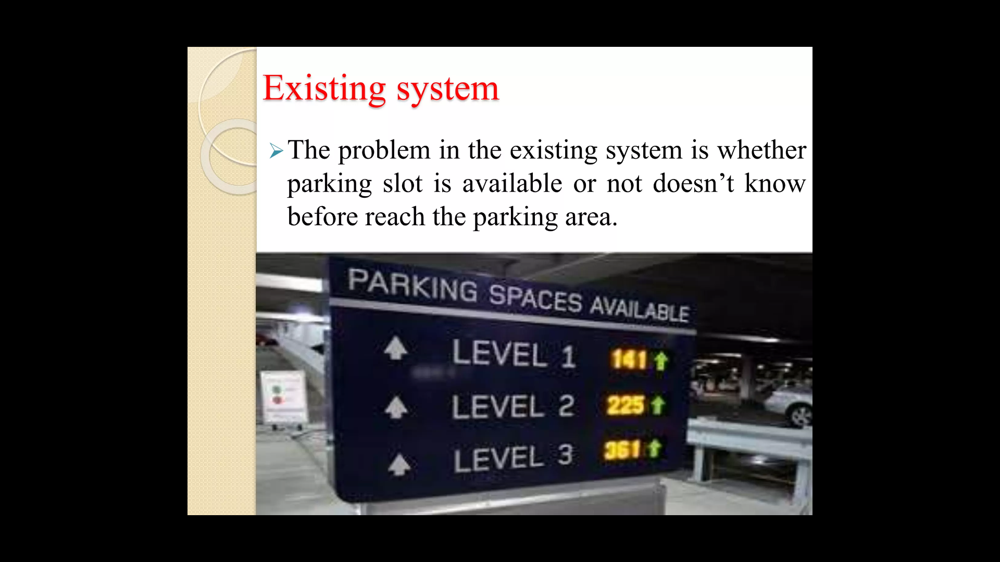 Existing system
➢The problem in the existing system is whether
parking slot is available or not doesn’t know
before reach the parking area.
PARKING SPACES AVAILABLE
LEVEL 1 141
LEVEL 2 225
LEVEL 3 361